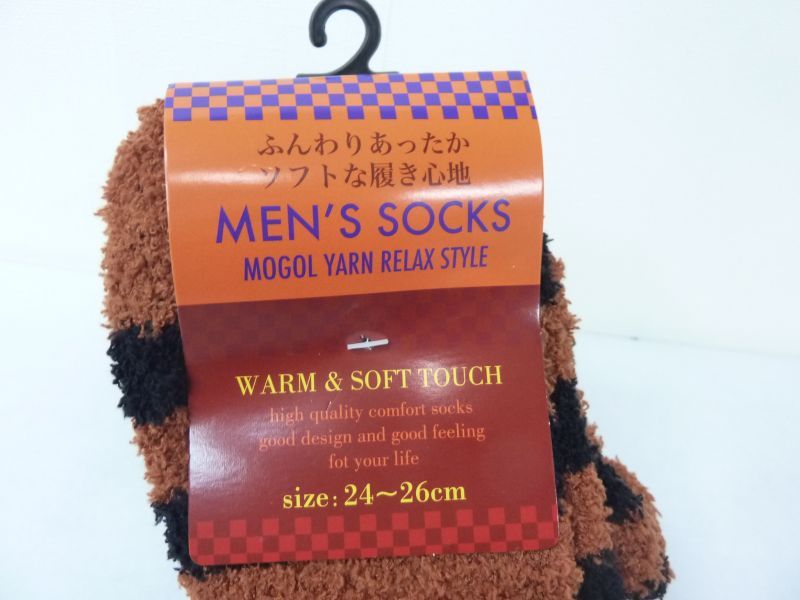 ふんわりあったか
ソフトな履き心地
MEN'S SOCKS
MOGOL YARN RELAX STYLE
WARM & SOFT TOUCH
high quality comfort socks
good design and good feeling
fot your life
size: 24〜26cm